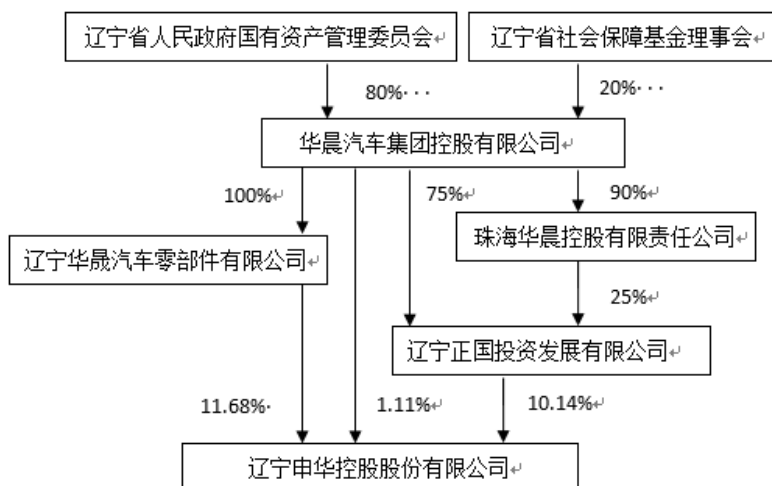 辽宁省人民政府国有资产管理委员会
辽宁省社会保障基金理事会
80%
20%
华晨汽车集团控股有限公司
100%
75%
90%
辽宁华晟汽车零部件有限公司
珠海华晨控股有限责任公司
25%
辽宁正国投资发展有限公司
11.68%
1.11%
10.14%
辽宁申华控股股份有限公司